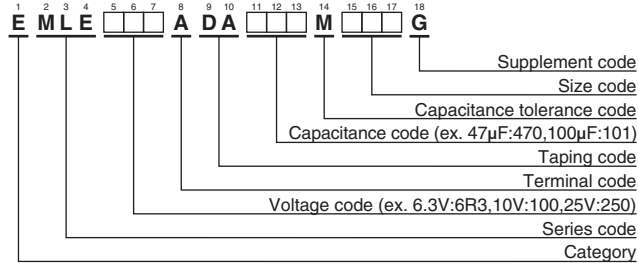 1 2 3 4 5 6 7 8 9 10 11 12 13 14 15 16 17 18
E M L E A D A M G
Supplement code
Size code
Capacitance tolerance code
Capacitance code (ex. 47μF:470,100μF:101)
Taping code
Terminal code
Voltage code (ex. 6.3V:6R3,10V:100,25V:250)
Series code
Category